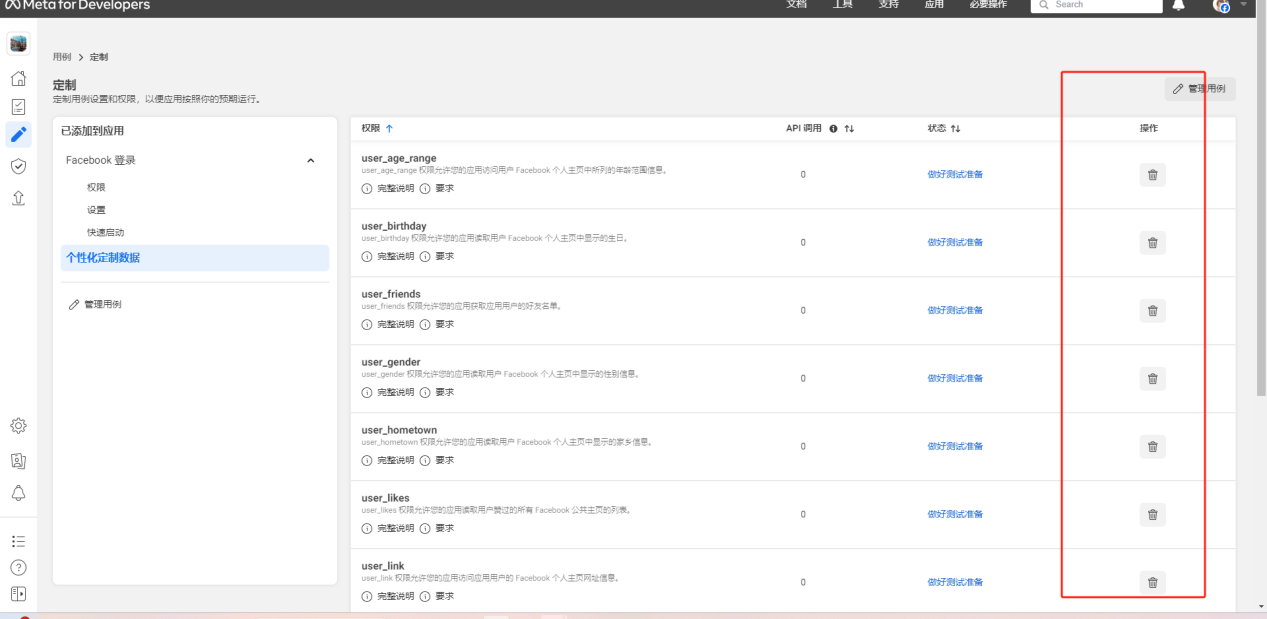 Meta for Developers
文档 工具 支持 应用 必要操作 Search
用例 > 定制
定制
定制用例设置和权限，以便应用按照你的预期运行。
管理用例
已添加到应用
Facebook 登录
权限
设置
快速启动
个性化定制数据
管理用例
权限 API 调用 状态 操作
user_age_range
user_age_range 权限允许您的应用访问用户 Facebook 个人主页中所列的年龄范围信息。
完整说明 要求
0 做好测试准备
user_birthday
user_birthday 权限允许您的应用读取用户 Facebook 个人主页中显示的生日。
完整说明 要求
0 做好测试准备
user_friends
user_friends 权限允许您的应用获取应用用户的好友名单。
完整说明 要求
0 做好测试准备
user_gender
user_gender 权限允许您的应用读取用户 Facebook 个人主页中显示的性别信息。
完整说明 要求
0 做好测试准备
user_hometown
user_hometown 权限允许您的应用读取用户 Facebook 个人主页中显示的家乡信息。
完整说明 要求
0 做好测试准备
user_likes
user_likes 权限允许您的应用读取用户赞过的所有 Facebook 公共主页的列表。
完整说明 要求
0 做好测试准备
user_link
user_link 权限允许您的应用访问应用用户的 Facebook 个人主页网址信息。
完整说明 要求
0 做好测试准备